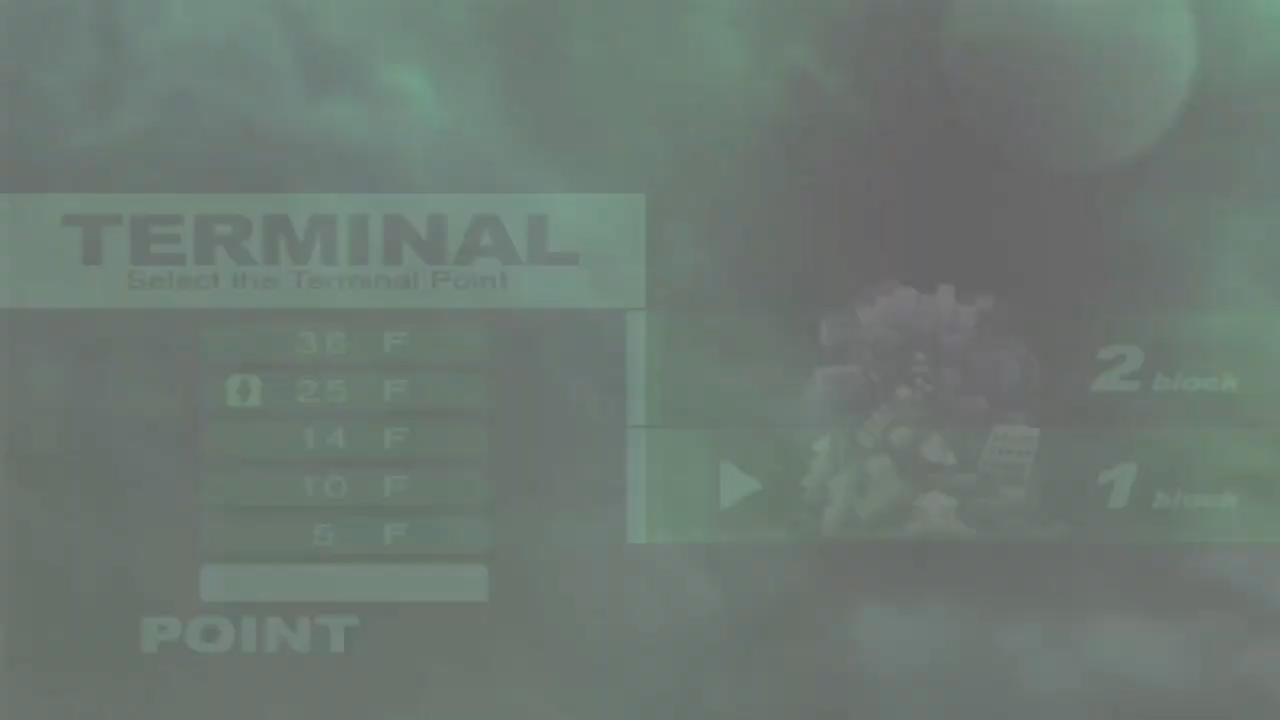 TERMINAL
Select the Terminal Point
36 F
25 F
14 F
10 F
5 F
POINT
2 block
1 block